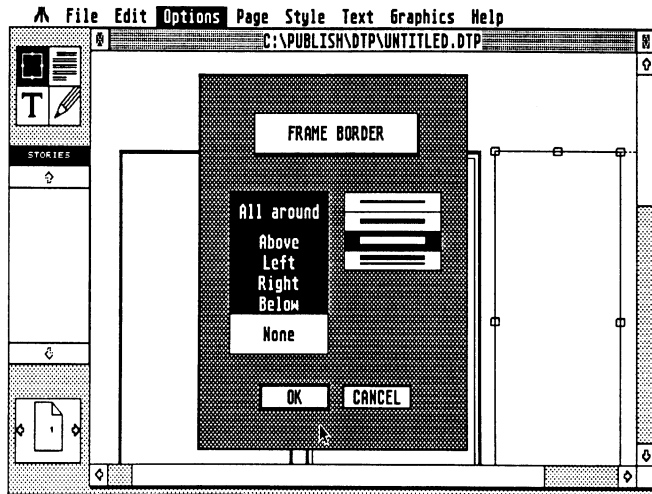 File Edit Options Page Style Text Graphics Help
C:\PUBLISH\DTP\UNTITLED.DTP
T
STORIES
FRAME BORDER
All around
Above
Left
Right
Below
None
OK CANCEL
1